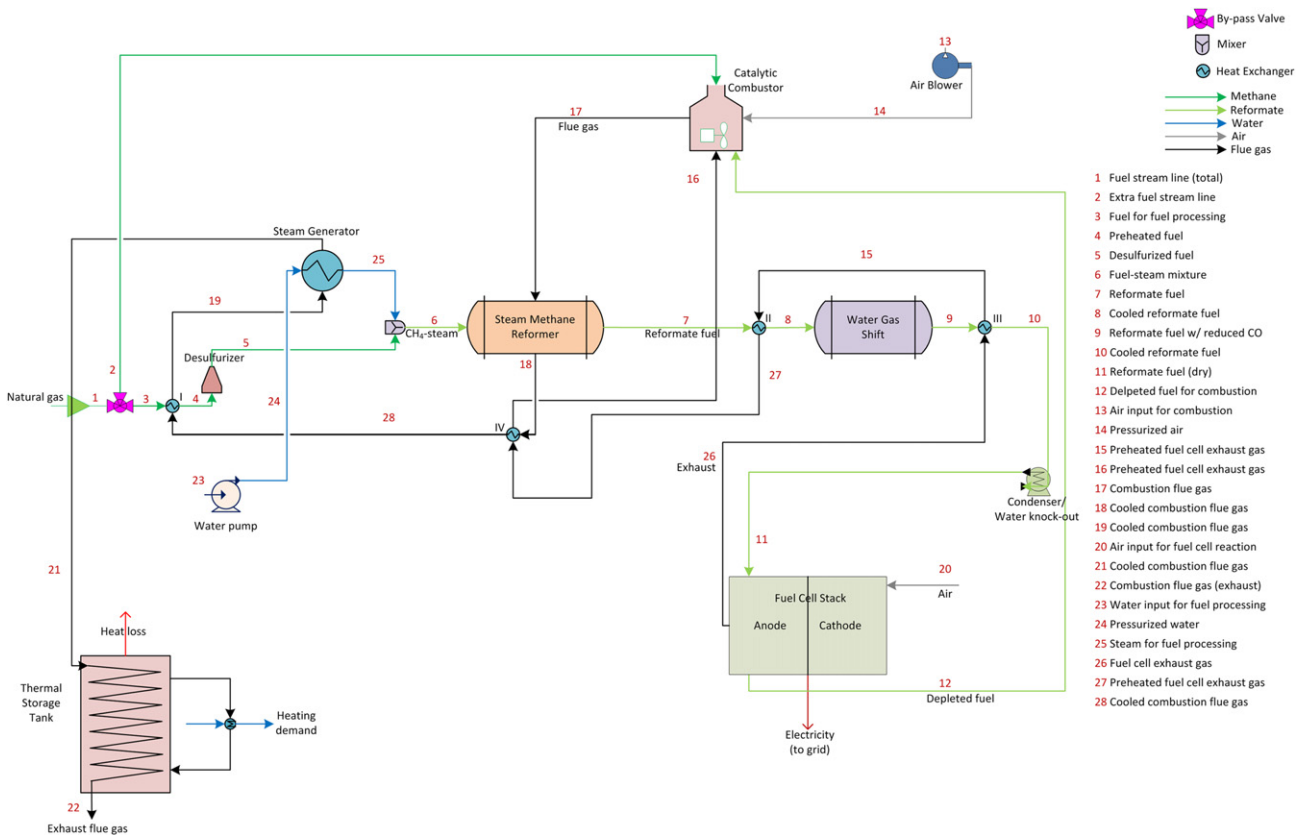 By-pass Valve
Mixer
Heat Exchanger
Methane
Reformate
Water
Air
Flue gas
1 Fuel stream line (total)
2 Extra fuel stream line
3 Fuel for fuel processing
4 Preheated fuel
5 Desulfurized fuel
6 Fuel-steam mixture
7 Reformate fuel
8 Cooled reformate fuel
9 Reformate fuel w/ reduced CO
10 Cooled reformate fuel
11 Reformate fuel (dry)
12 Delpeted fuel for combustion
13 Air input for combustion
14 Pressurized air
15 Preheated fuel cell exhaust gas
16 Preheated fuel cell exhaust gas
17 Combustion flue gas
18 Cooled combustion flue gas
19 Cooled combustion flue gas
20 Air input for fuel cell reaction
21 Cooled combustion flue gas
22 Combustion flue gas (exhaust)
23 Water input for fuel processing
24 Pressurized water
25 Steam for fuel processing
26 Fuel cell exhaust gas
27 Preheated fuel cell exhaust gas
28 Cooled combustion flue gas
13
Air Blower
Catalytic
Combustor
14
17
Flue gas
16
Steam Generator
25
15
19
CH₄-steam
6
Steam Methane
Reformer
7
Reformate fuel
II
8
Water Gas
Shift
9
III
10
5
Desulfurizer
18
27
2
Natural gas
1
3
I
4
24
28
IV
26
Exhaust
23
Water pump
Condenser/
Water knock-out
11
20
Air
Fuel Cell Stack
Anode
Cathode
21
Heat loss
12
Depleted fuel
Thermal
Storage
Tank
Heating
demand
Electricity
(to grid)
22
Exhaust flue gas